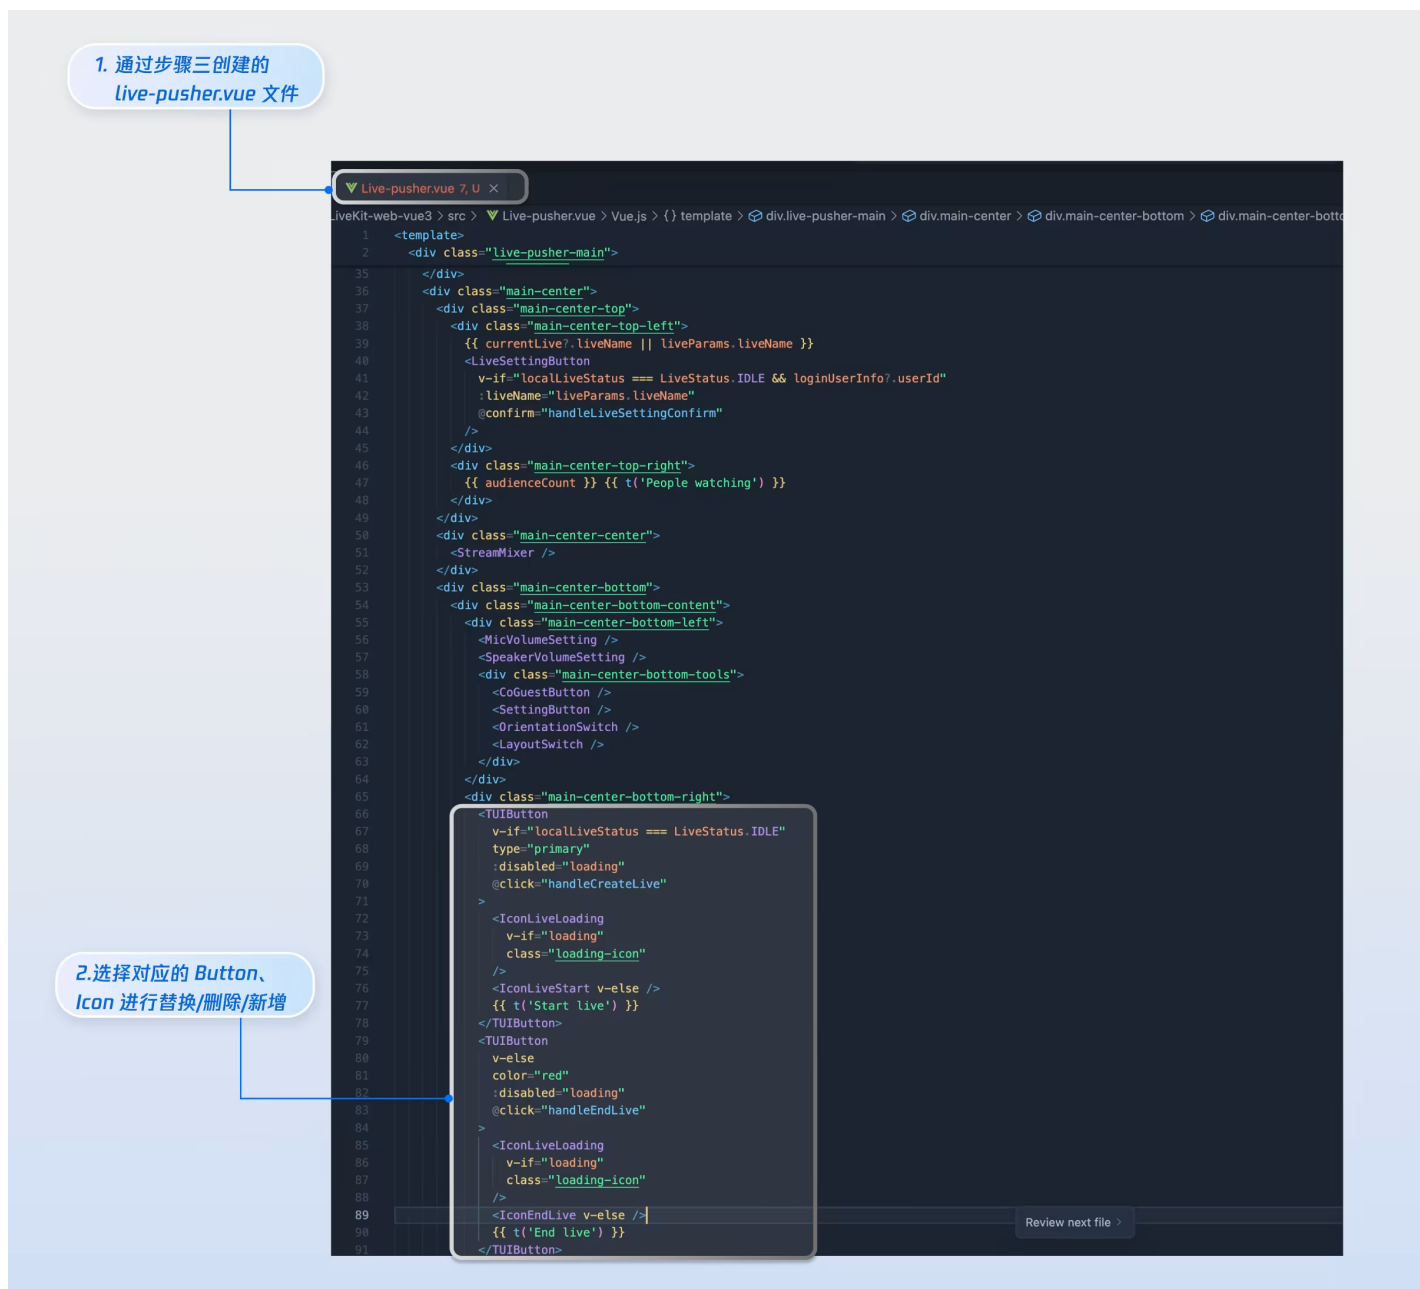 1. 通过步骤三创建的
live-pusher.vue 文件
Live-pusher.vue 7, U ×
LiveKit-web-vue3 > src > Live-pusher.vue > Vue.js > {} template > div.live-pusher-main > div.main-center > div.main-center-bottom > div.main-center-botto
1 <template>
2 <div class="live-pusher-main">
35 </div>
36 <div class="main-center">
37 <div class="main-center-top">
38 <div class="main-center-top-left">
39 {{ currentLive?.liveName || liveParams.liveName }}
40 <LiveSettingButton
41 v-if="localLiveStatus === LiveStatus.IDLE && loginUserInfo?.userId"
42 :liveName="liveParams.liveName"
43 @confirm="handleLiveSettingConfirm"
44 />
45 </div>
46 <div class="main-center-top-right">
47 {{ audienceCount }} {{ t('People watching') }}
48 </div>
49 </div>
50 <div class="main-center-center">
51 <StreamMixer />
52 </div>
53 <div class="main-center-bottom">
54 <div class="main-center-bottom-content">
55 <div class="main-center-bottom-left">
56 <MicVolumeSetting />
57 <SpeakerVolumeSetting />
58 <div class="main-center-bottom-tools">
59 <CoGuestButton />
60 <SettingButton />
61 <OrientationSwitch />
62 <LayoutSwitch />
63 </div>
64 </div>
65 <div class="main-center-bottom-right">
66 <TUIButton
67 v-if="localLiveStatus === LiveStatus.IDLE"
68 type="primary"
69 :disabled="loading"
70 @click="handleCreateLive"
71 >
72 <IconLiveLoading
73 v-if="loading"
74 class="loading-icon"
75 />
76 <IconLiveStart v-else />
77 {{ t('Start live') }}
78 </TUIButton>
79 <TUIButton
80 v-else
81 color="red"
82 :disabled="loading"
83 @click="handleEndLive"
84 >
85 <IconLiveLoading
86 v-if="loading"
87 class="loading-icon"
88 />
89 <IconEndLive v-else />
90 {{ t('End live') }}
91 </TUIButton>
2.选择对应的 Button、
Icon 进行替换/删除/新增
Review next file >